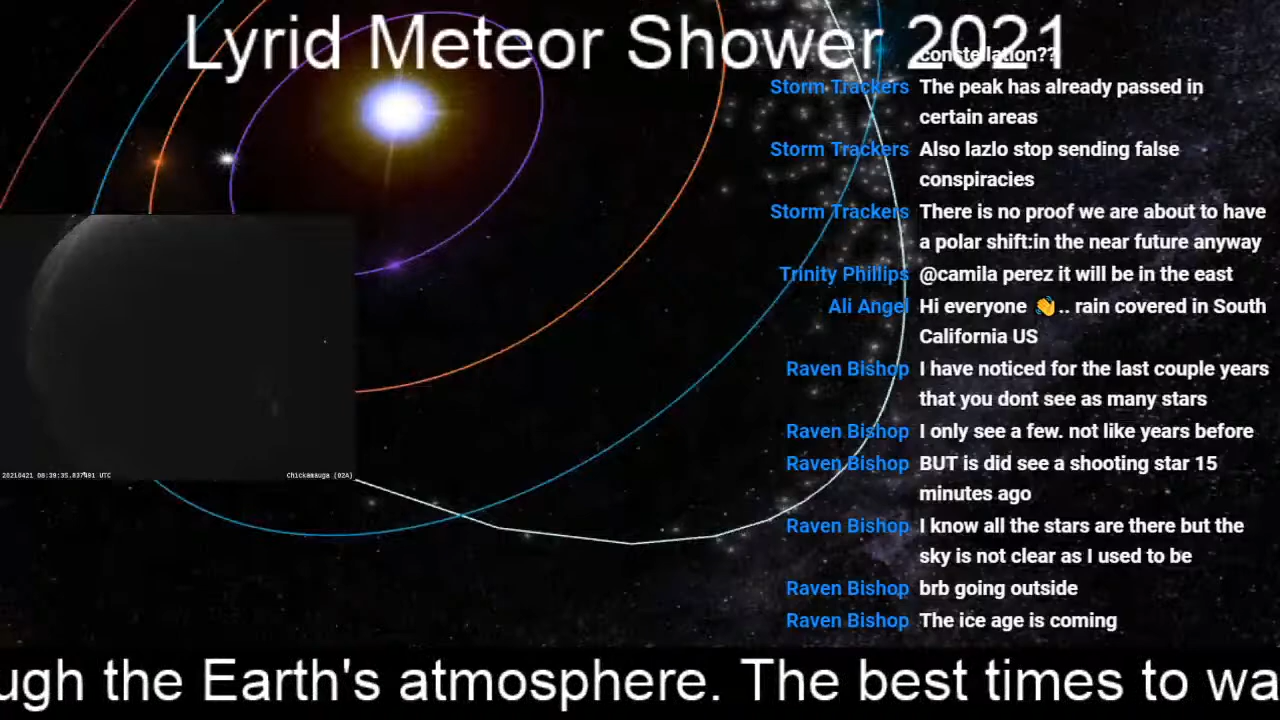 Lyrid Meteor Shower 2021
constellation??
Storm Trackers The peak has already passed in
certain areas
Storm Trackers Also lazlo stop sending false
conspiracies
Storm Trackers There is no proof we are about to have
a polar shift:in the near future anyway
Trinity Phillips @camila perez it will be in the east
Ali Angel Hi everyone 👋.. rain covered in South
California US
Raven Bishop I have noticed for the last couple years
that you dont see as many stars
Raven Bishop I only see a few. not like years before
Raven Bishop BUT is did see a shooting star 15
minutes ago
Raven Bishop I know all the stars are there but the
sky is not clear as I used to be
Raven Bishop brb going outside
Raven Bishop The ice age is coming
UTC Chickamauga (02A)
ugh the Earth's atmosphere. The best times to wa